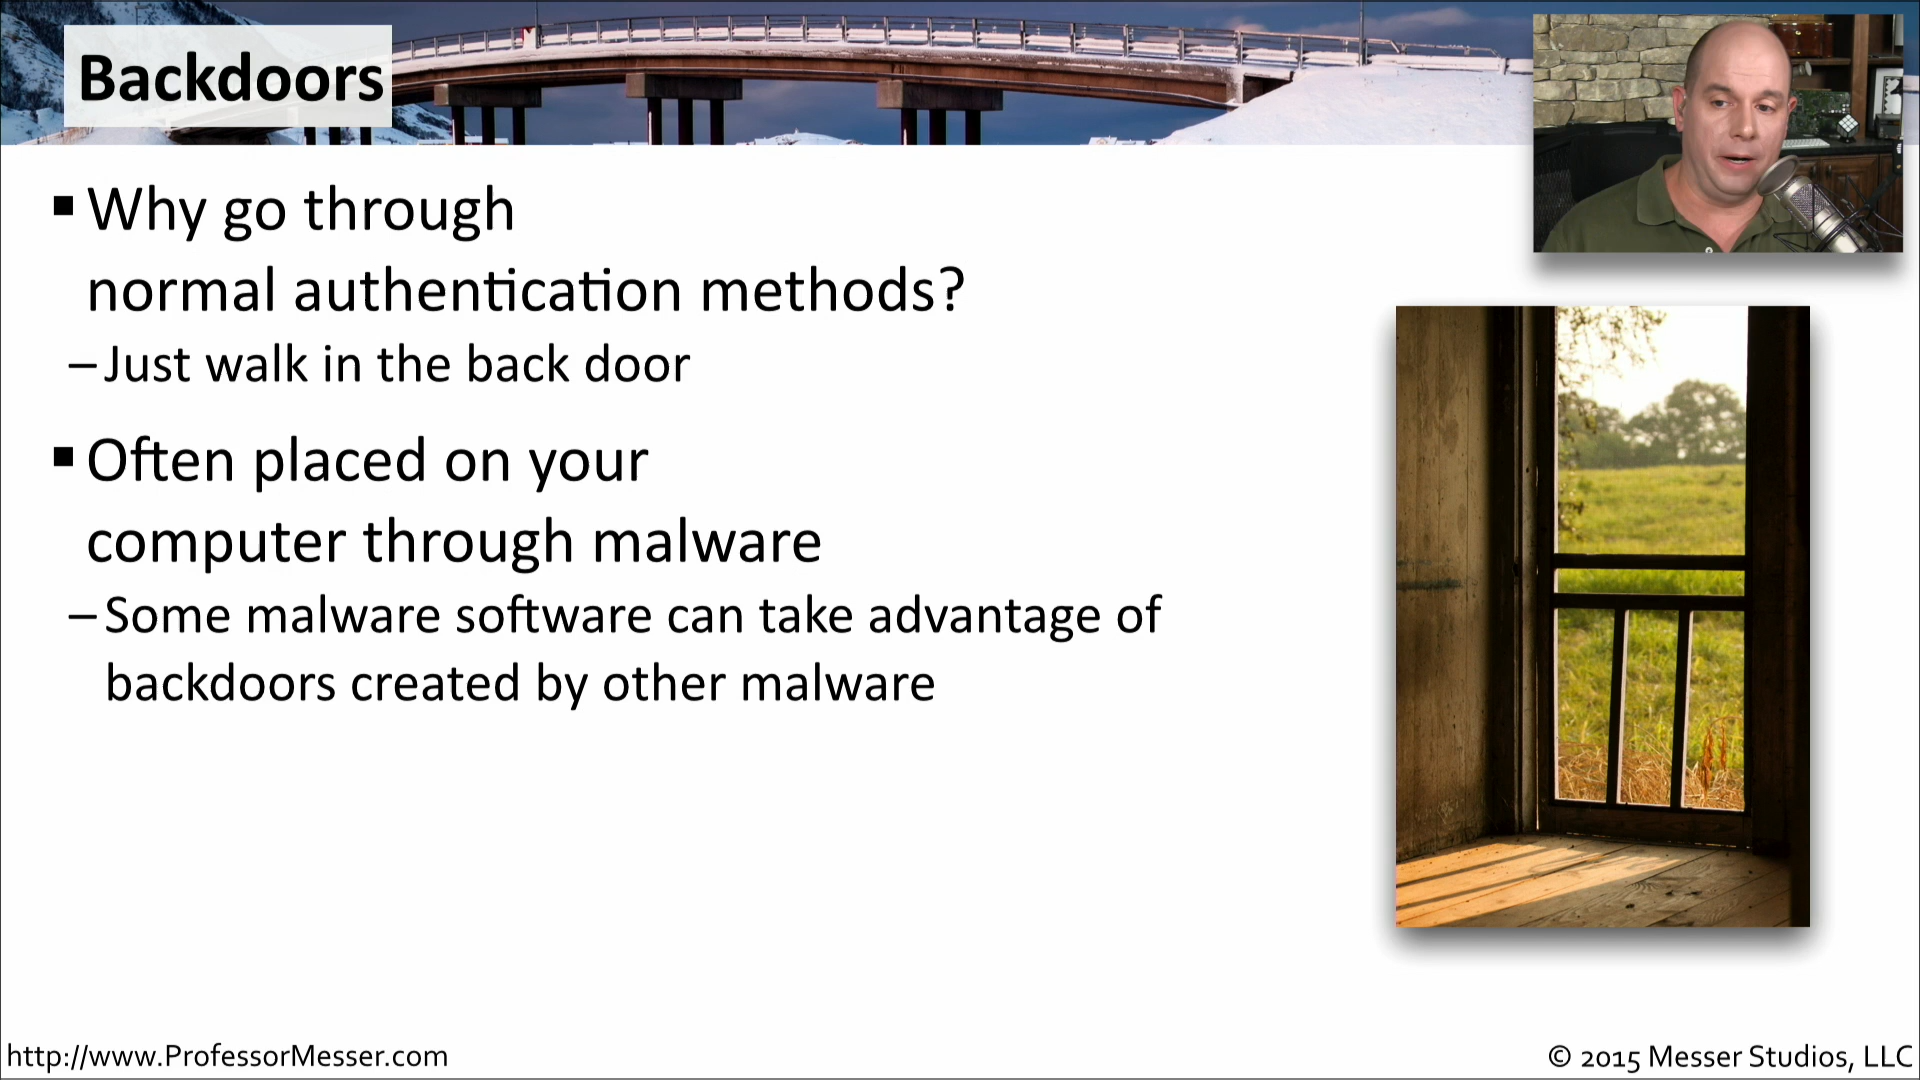 Backdoors
▪ Why go through
normal authentication methods?
– Just walk in the back door
▪ Often placed on your
computer through malware
– Some malware software can take advantage of
backdoors created by other malware
http://www.ProfessorMesser.com
© 2015 Messer Studios, LLC